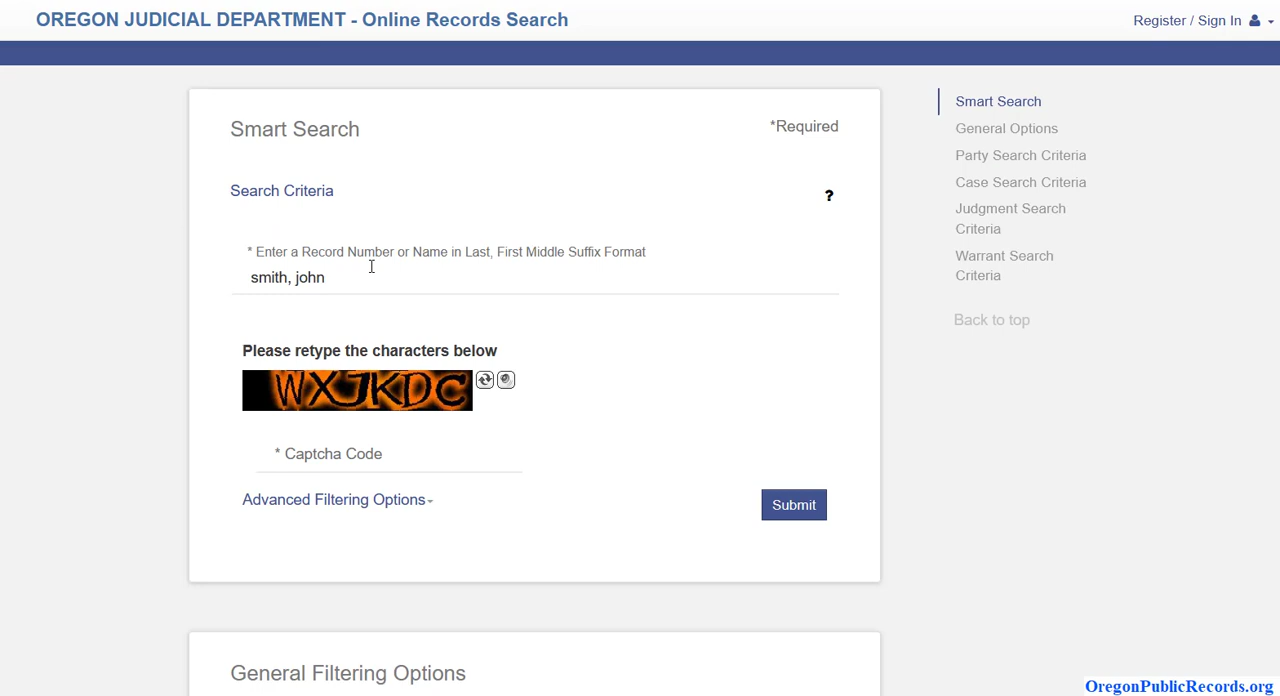 OREGON JUDICIAL DEPARTMENT - Online Records Search
Register / Sign In
Smart Search
*Required
Search Criteria
?
* Enter a Record Number or Name in Last, First Middle Suffix Format
smith, john
Please retype the characters below
WXJKDC
* Captcha Code
Advanced Filtering Options
Submit
General Filtering Options
Smart Search
General Options
Party Search Criteria
Case Search Criteria
Judgment Search
Criteria
Warrant Search
Criteria
Back to top
OregonPublicRecords.org